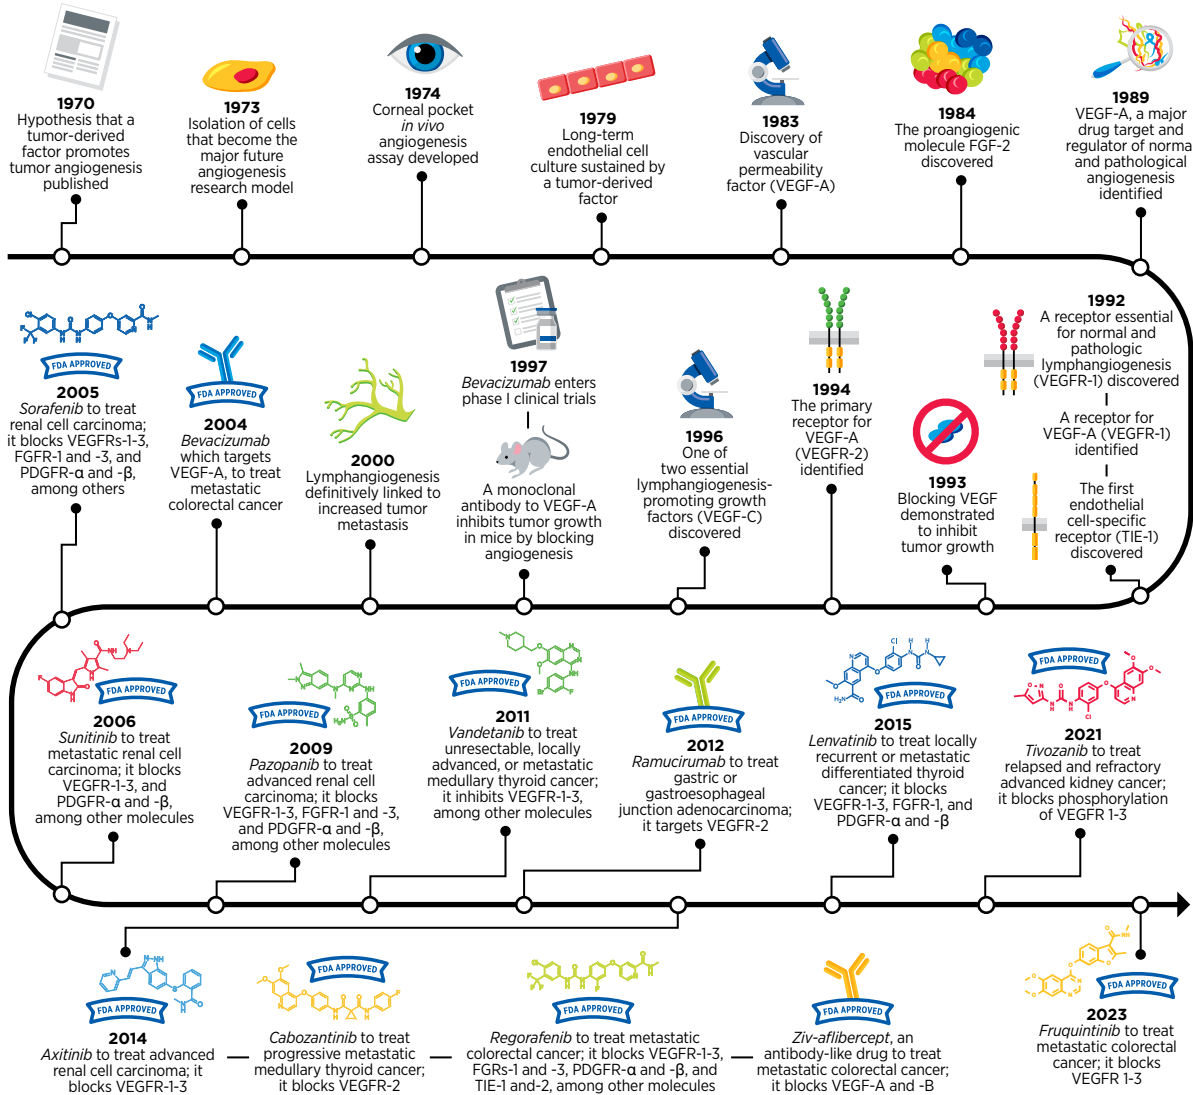 1970
Hypothesis that a
tumor-derived
factor promotes
tumor angiogenesis
published
1973
Isolation of cells
that become the
major future
angiogenesis
research model
1974
Corneal pocket
in vivo
angiogenesis
assay developed
1979
Long-term
endothelial cell
culture sustained by
a tumor-derived
factor
1983
Discovery of
vascular
permeability
factor (VEGF-A)
1984
The proangiogenic
molecule FGF-2
discovered
1989
VEGF-A, a major
drug target and
regulator of norma
and pathological
angiogenesis
identified
1992
A receptor essential
for normal and
pathologic
lymphangiogenesis
(VEGFR-1) discovered
A receptor for
VEGF-A (VEGFR-1)
identified
The first
endothelial
cell-specific
receptor (TIE-1)
discovered
1993
Blocking VEGF
demonstrated
to inhibit
tumor growth
1994
The primary
receptor for
VEGF-A
(VEGFR-2)
identified
1996
One of
two essential
lymphangiogenesis-
promoting growth
factors (VEGF-C)
discovered
1997
Bevacizumab enters
phase I clinical trials
A monoclonal
antibody to VEGF-A
inhibits tumor growth
in mice by blocking
angiogenesis
2000
Lymphangiogenesis
definitively linked to
increased tumor
metastasis
FDA APPROVED
2004
Bevacizumab
which targets
VEGF-A, to treat
metastatic
colorectal cancer
FDA APPROVED
2005
Sorafenib to treat
renal cell carcinoma;
it blocks VEGFRs-1-3,
FGFR-1 and -3, and
PDGFR-α and -β,
among others
FDA APPROVED
2006
Sunitinib to treat
metastatic renal cell
carcinoma; it blocks
VEGFR-1-3, and
PDGFR-α and -β,
among other molecules
FDA APPROVED
2009
Pazopanib to treat
advanced renal cell
carcinoma; it blocks
VEGFR-1-3, FGFR-1 and -3,
and PDGFR-α and -β,
among other molecules
FDA APPROVED
2011
Vandetanib to treat
unresectable, locally
advanced, or metastatic
medullary thyroid cancer;
it inhibits VEGFR-1-3,
among other molecules
FDA APPROVED
2012
Ramucirumab to treat
gastric or
gastroesophageal
junction adenocarcinoma;
it targets VEGFR-2
FDA APPROVED
2015
Lenvatinib to treat locally
recurrent or metastatic
differentiated thyroid
cancer; it blocks
VEGFR-1-3, FGFR-1, and
PDGFR-α and -β
FDA APPROVED
2021
Tivozanib to treat
relapsed and refractory
advanced kidney cancer;
it blocks phosphorylation
of VEGFR 1-3
FDA APPROVED
2014
Axitinib to treat advanced
renal cell carcinoma; it
blocks VEGFR-1-3
FDA APPROVED
Cabozantinib to treat
progressive metastatic
medullary thyroid cancer;
it blocks VEGFR-2
FDA APPROVED
Regorafenib to treat metastatic
colorectal cancer; it blocks VEGFR-1-3,
FGRs-1 and -3, PDGFR-α and -β, and
TIE-1 and-2, among other molecules
FDA APPROVED
Ziv-aflibercept, an
antibody-like drug to treat
metastatic colorectal cancer;
it blocks VEGF-A and -B
FDA APPROVED
2023
Fruquintinib to treat
metastatic colorectal
cancer; it blocks
VEGFR 1-3